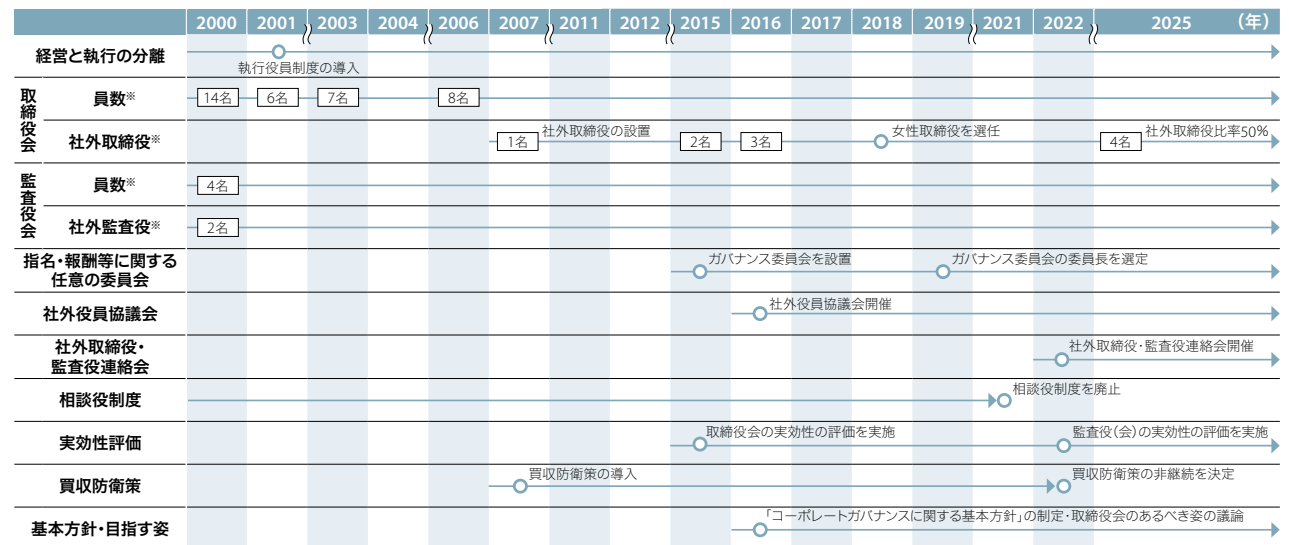 2000 2001 2003 2004 2006 2007 2011 2012 2015 2016 2017 2018 2019 2021 2022 2025 （年）
経営と執行の分離
執行役員制度の導入
取締役会
員数※ 14名 6名 7名 8名
社外取締役※ 1名 社外取締役の設置 2名 3名 女性取締役を選任 4名 社外取締役比率50%
監査役会
員数※ 4名
社外監査役※ 2名
指名・報酬等に関する
任意の委員会
ガバナンス委員会を設置 ガバナンス委員会の委員長を選定
社外役員協議会 社外役員協議会開催
社外取締役・
監査役連絡会
社外取締役・監査役連絡会開催
相談役制度 相談役制度を廃止
実効性評価 取締役会の実効性の評価を実施 監査役（会）の実効性の評価を実施
買収防衛策 買収防衛策の導入 買収防衛策の非継続を決定
基本方針・目指す姿 「コーポレートガバナンスに関する基本方針」の制定・取締役会のあるべき姿の議論